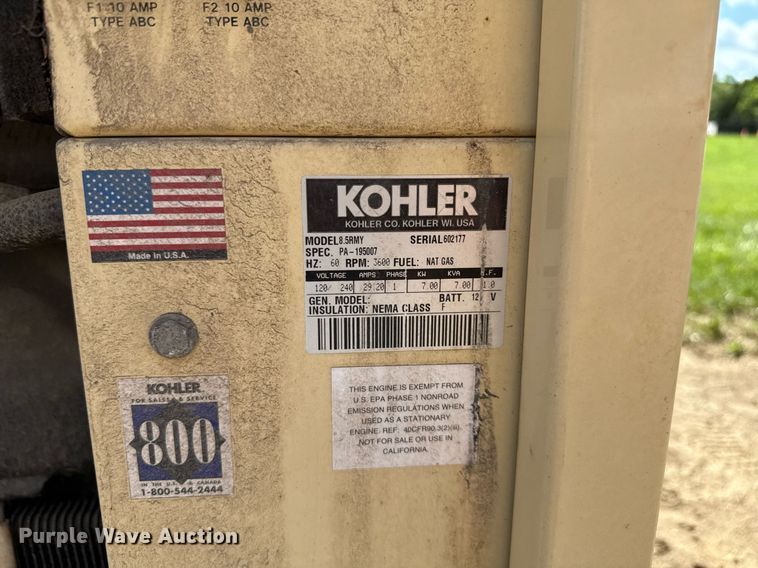 F1 10 AMP F2 10 AMP
TYPE ABC TYPE ABC
Made in U.S.A.
KOHLER
KOHLER CO. KOHLER WI. USA
MODEL 8.5RMY SERIAL 602177
SPEC. PA-195007
HZ: 60 RPM: 3600 FUEL: NAT GAS
VOLTAGE AMPS PHASE KW KVA P.F.
120/ 240 29.20 1 7.00 7.00 1.0
GEN. MODEL: BATT. 12 V
INSULATION: NEMA CLASS F
KOHLER
FOR SALES & SERVICE
800
IN THE U.S. & CANADA
1-800-544-2444
THIS ENGINE IS EXEMPT FROM
U.S. EPA PHASE 1 NONROAD
EMISSION REGULATIONS WHEN
USED AS A STATIONARY
ENGINE: REF: 40CFR90.3(2)(ii).
NOT FOR SALE OR USE IN
CALIFORNIA.
Purple Wave Auction